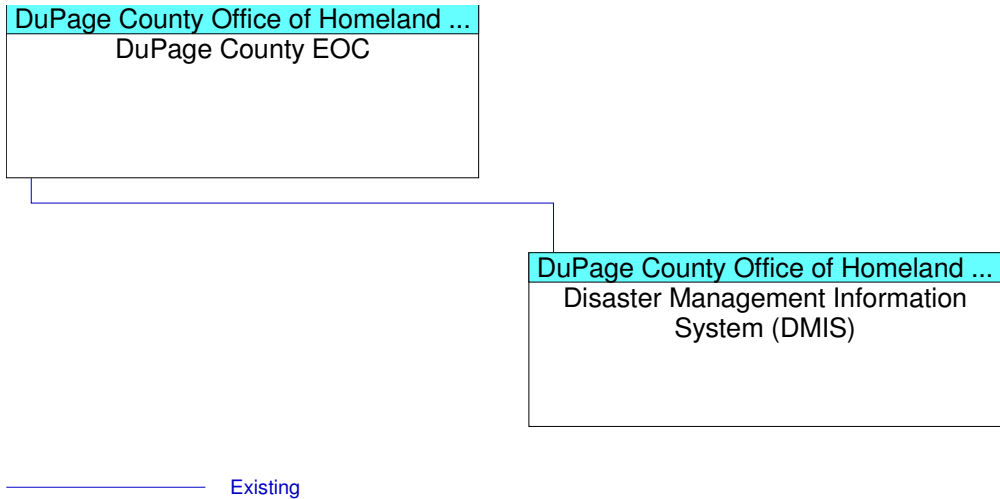 DuPage County Office of Homeland ...
DuPage County EOC
DuPage County Office of Homeland ...
Disaster Management Information
System (DMIS)
Existing